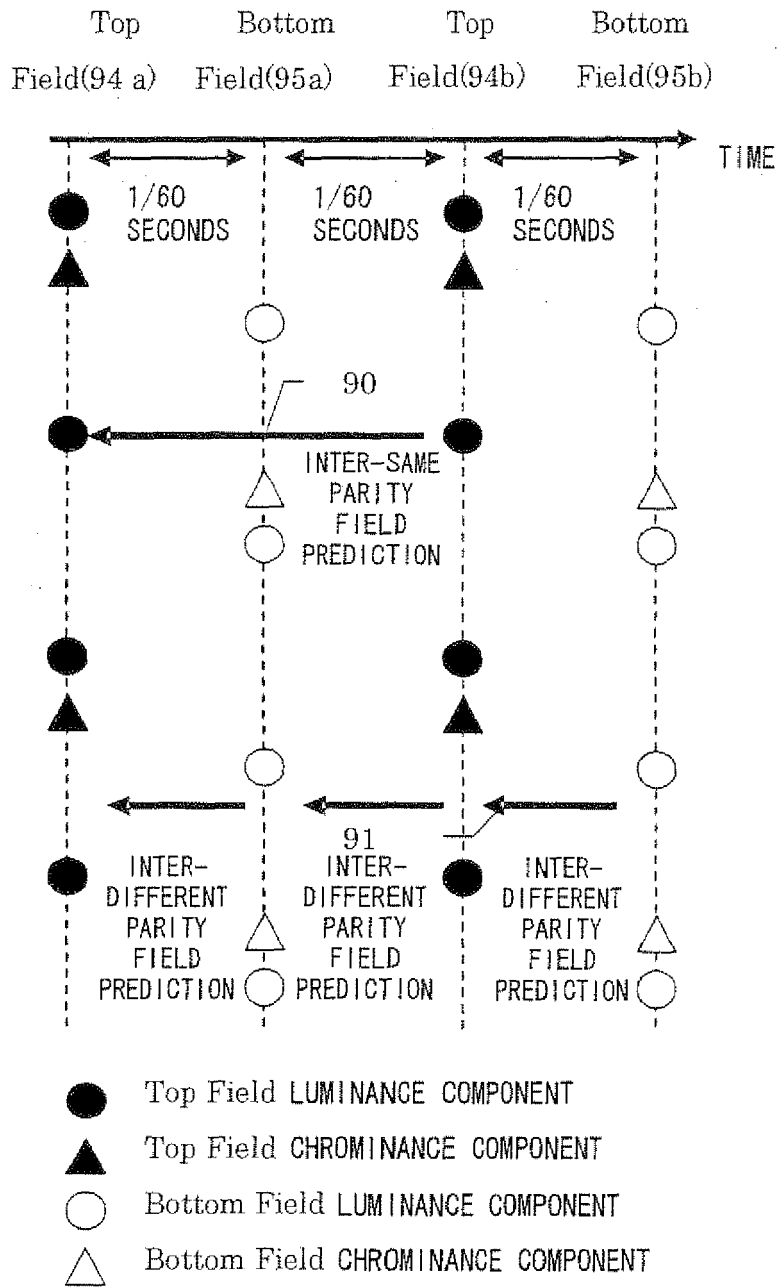 Top Bottom Top Bottom
Field(94 a) Field(95a) Field(94b) Field(95b)
TIME
1/60 SECONDS
1/60 SECONDS
1/60 SECONDS
90
INTER-SAME
PARITY
FIELD
PREDICTION
91
INTER-
DIFFERENT
PARITY
FIELD
PREDICTION
INTER-
DIFFERENT
PARITY
FIELD
PREDICTION
INTER-
DIFFERENT
PARITY
FIELD
PREDICTION
Top Field LUMINANCE COMPONENT
Top Field CHROMINANCE COMPONENT
Bottom Field LUMINANCE COMPONENT
Bottom Field CHROMINANCE COMPONENT